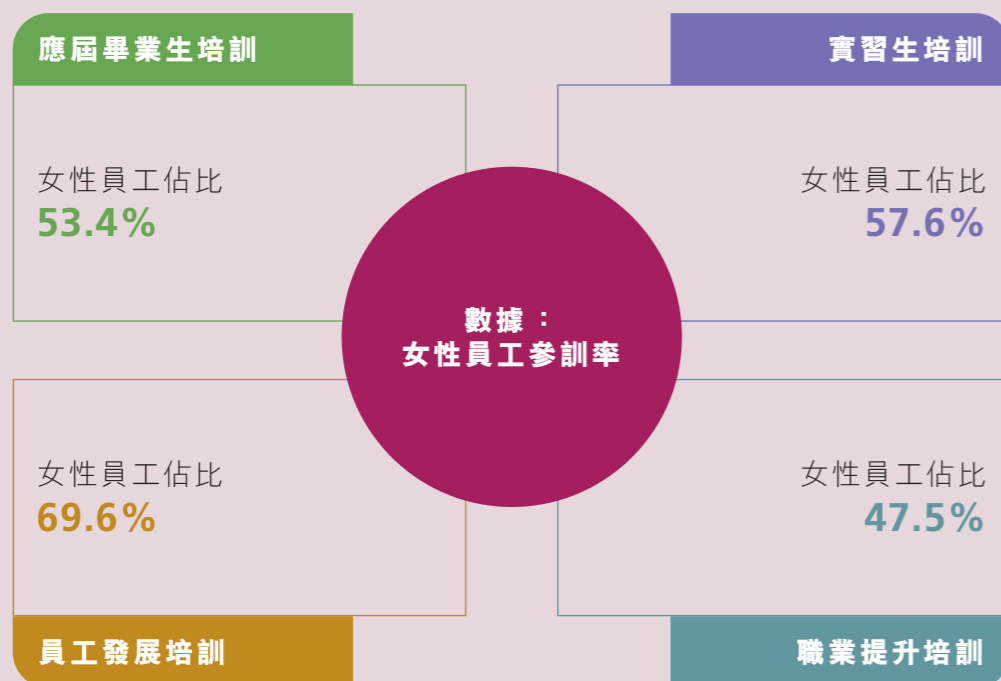 應屆畢業生培訓
女性員工佔比
53.4%
實習生培訓
女性員工佔比
57.6%
數據：
女性員工參訓率
女性員工佔比
69.6%
員工發展培訓
女性員工佔比
47.5%
職業提升培訓